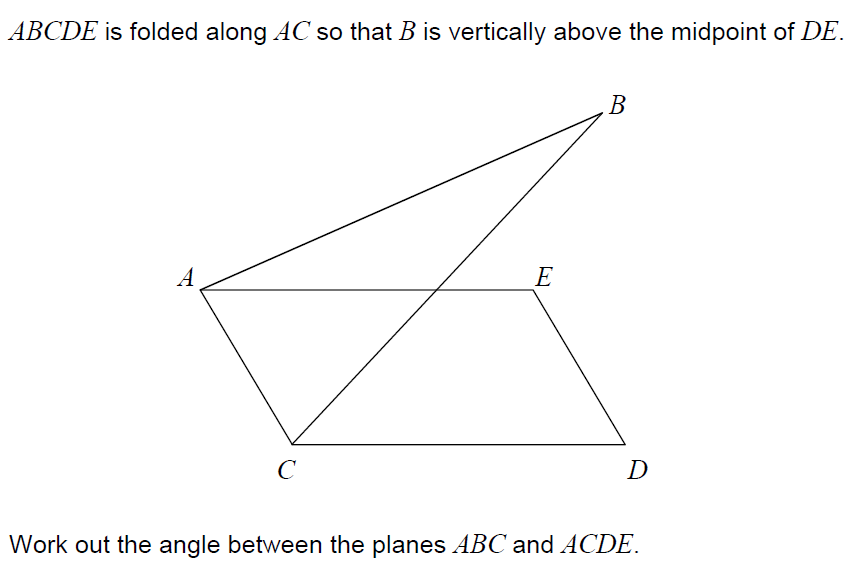 ABCDE is folded along AC so that B is vertically above the midpoint of DE.
B
A
E
C
D
Work out the angle between the planes ABC and ACDE.